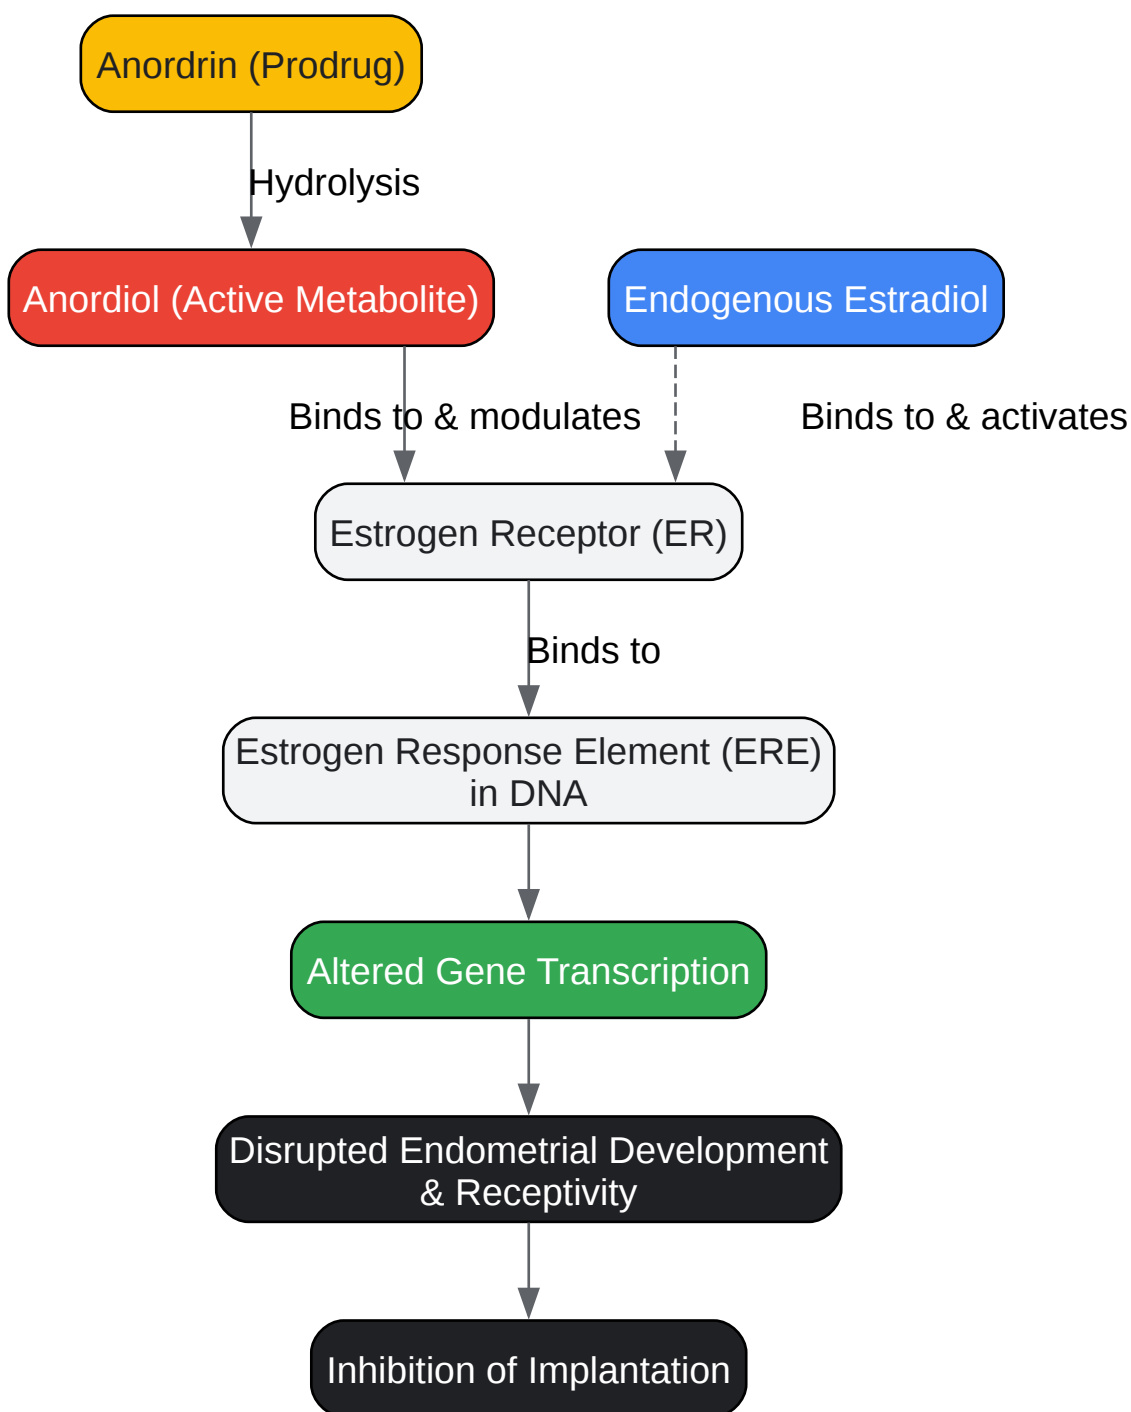 Anordrin (Prodrug)
Hydrolysis
Anordiol (Active Metabolite)
Endogenous Estradiol
Binds to & modulates
Binds to & activates
Estrogen Receptor (ER)
Binds to
Estrogen Response Element (ERE)
in DNA
Altered Gene Transcription
Disrupted Endometrial Development
& Receptivity
Inhibition of Implantation